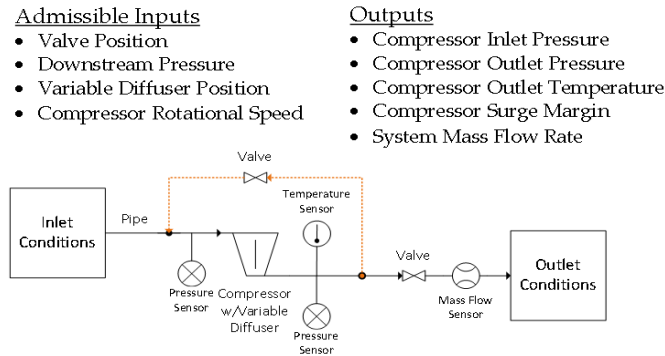 Admissible Inputs
• Valve Position
• Downstream Pressure
• Variable Diffuser Position
• Compressor Rotational Speed
Outputs
• Compressor Inlet Pressure
• Compressor Outlet Pressure
• Compressor Outlet Temperature
• Compressor Surge Margin
• System Mass Flow Rate
Valve
Temperature
Sensor
Inlet
Conditions
Pipe
Pressure
Sensor
Compressor
w/Variable
Diffuser
Pressure
Sensor
Valve
Mass Flow
Sensor
Outlet
Conditions